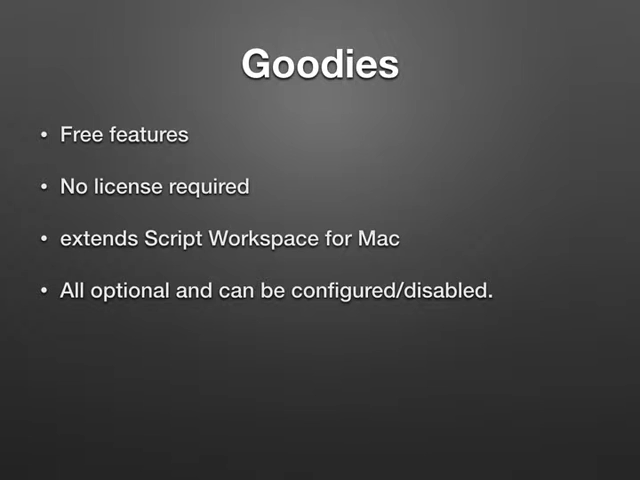 Goodies
• Free features
• No license required
• extends Script Workspace for Mac
• All optional and can be configured/disabled.